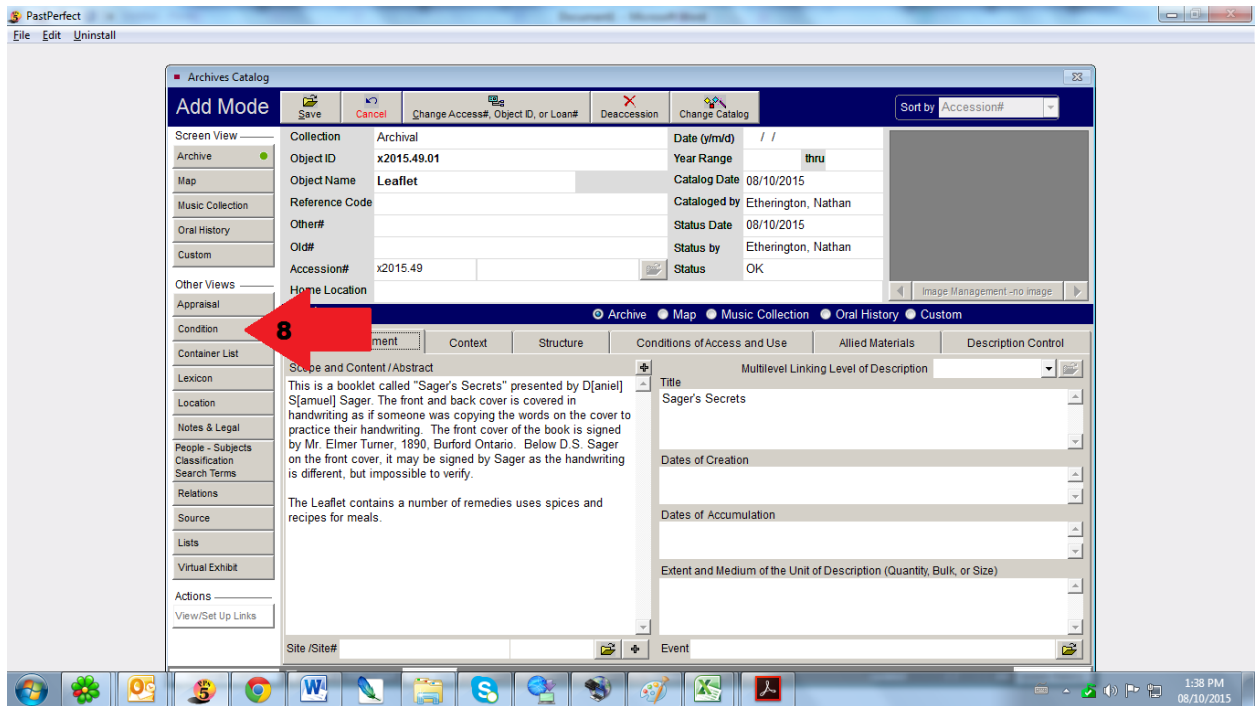 PastPerfect
File Edit Uninstall
Archives Catalog
Add Mode
Save
Cancel
Change Access#, Object ID, or Loan#
Deaccession
Change Catalog
Sort by Accession#
Screen View
Archive
Map
Music Collection
Oral History
Custom
Other Views
Appraisal
Condition
Container List
Lexicon
Location
Notes & Legal
People - Subjects
Classification
Search Terms
Relations
Source
Lists
Virtual Exhibit
Actions
View/Set Up Links
8
Collection Archival
Object ID x2015.49.01
Object Name Leaflet
Reference Code
Other#
Old#
Accession# x2015.49
Home Location
Date (y/m/d) / /
Year Range thru
Catalog Date 08/10/2015
Cataloged by Etherington, Nathan
Status Date 08/10/2015
Status by Etherington, Nathan
Status OK
Image Management -no image
Archive Map Music Collection Oral History Custom
Context Structure Conditions of Access and Use Allied Materials Description Control
Scope and Content / Abstract
This is a booklet called "Sager's Secrets" presented by D[aniel]
S[amuel] Sager. The front and back cover is covered in
handwriting as if someone was copying the words on the cover to
practice their handwriting. The front cover of the book is signed
by Mr. Elmer Turner, 1890, Burford Ontario. Below D.S. Sager
on the front cover, it may be signed by Sager as the handwriting
is different, but impossible to verify.
The Leaflet contains a number of remedies uses spices and
recipes for meals.
Site /Site#
Multilevel Linking Level of Description
Title
Sager's Secrets
Dates of Creation
Dates of Accumulation
Extent and Medium of the Unit of Description (Quantity, Bulk, or Size)
Event
1:38 PM
08/10/2015